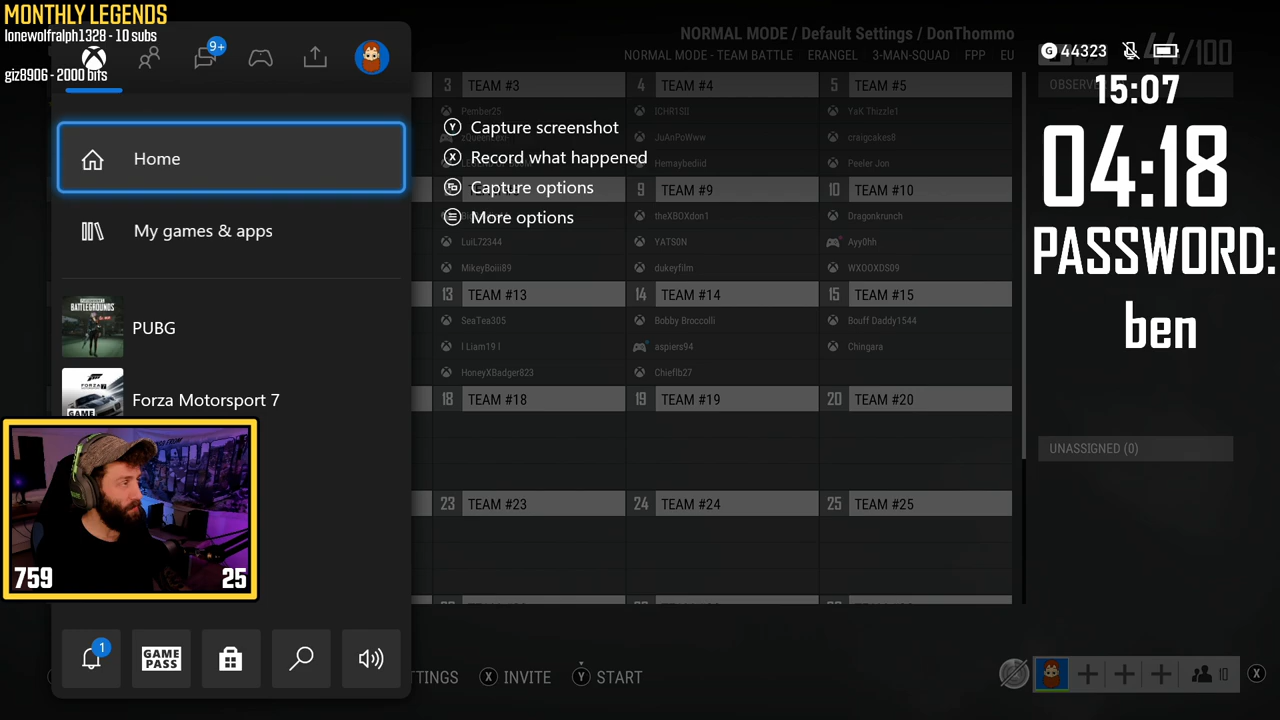 MONTHLY LEGENDS
lonewolfralph1328 - 10 subs
giz8906 - 2000 bits
9+
Home
My games & apps
PUBG
Forza Motorsport 7
759
25
1
GAME
PASS
Y Capture screenshot
X Record what happened
Capture options
More options
NORMAL MODE / Default Settings / DonThommo
NORMAL MODE - TEAM BATTLE ERANGEL 3-MAN-SQUAD FPP EU
3 TEAM #3
Pember25
4 TEAM #4
ICHR1SII
JuAnPoWww
Hemaybediid
5 TEAM #5
YaK Thizzle1
craigcakes8
Peeler Jon
LuiL72344
MikeyBoiii89
9 TEAM #9
theXBOXdon1
YATS0N
dukeyfilm
10 TEAM #10
Dragonkrunch
Ayy0hh
WXOOXDS09
13 TEAM #13
SeaTea305
l Liam19 l
HoneyXBadger823
14 TEAM #14
Bobby Broccolli
aspiers94
Chieflb27
15 TEAM #15
Bouff Daddy1544
Chingara
18 TEAM #18
19 TEAM #19
20 TEAM #20
23 TEAM #23
24 TEAM #24
25 TEAM #25
G 44323
15:07
04:18
PASSWORD:
ben
UNASSIGNED (0)
X INVITE
Y START
10
X